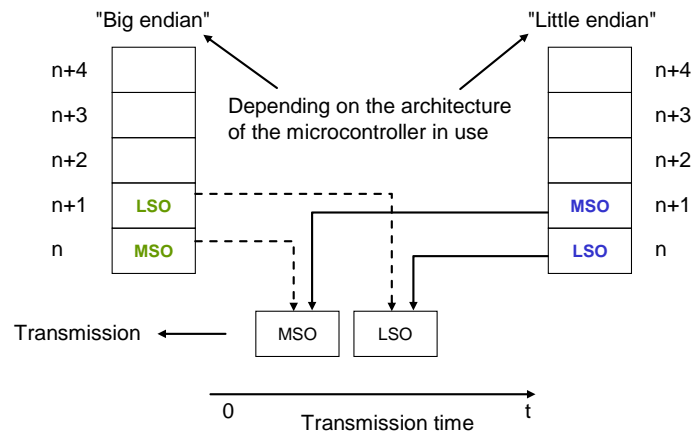 "Big endian" "Little endian"
n+4 n+4
n+3 n+3
Depending on the architecture
of the microcontroller in use
n+2 n+2
n+1 LSO MSO n+1
n MSO LSO n
Transmission MSO LSO
0 t
Transmission time